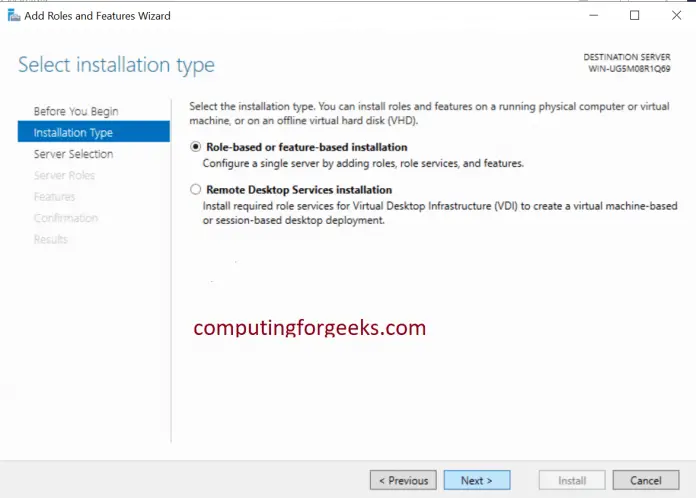 Add Roles and Features Wizard
Select installation type
DESTINATION SERVER
WIN-UG5M08R1Q69
Before You Begin
Installation Type
Server Selection
Server Roles
Features
Confirmation
Results
Select the installation type. You can install roles and features on a running physical computer or virtual
machine, or on an offline virtual hard disk (VHD).
Role-based or feature-based installation
Configure a single server by adding roles, role services, and features.
Remote Desktop Services installation
Install required role services for Virtual Desktop Infrastructure (VDI) to create a virtual machine-based
or session-based desktop deployment.
computingforgeeks.com
< Previous
Next >
Install
Cancel